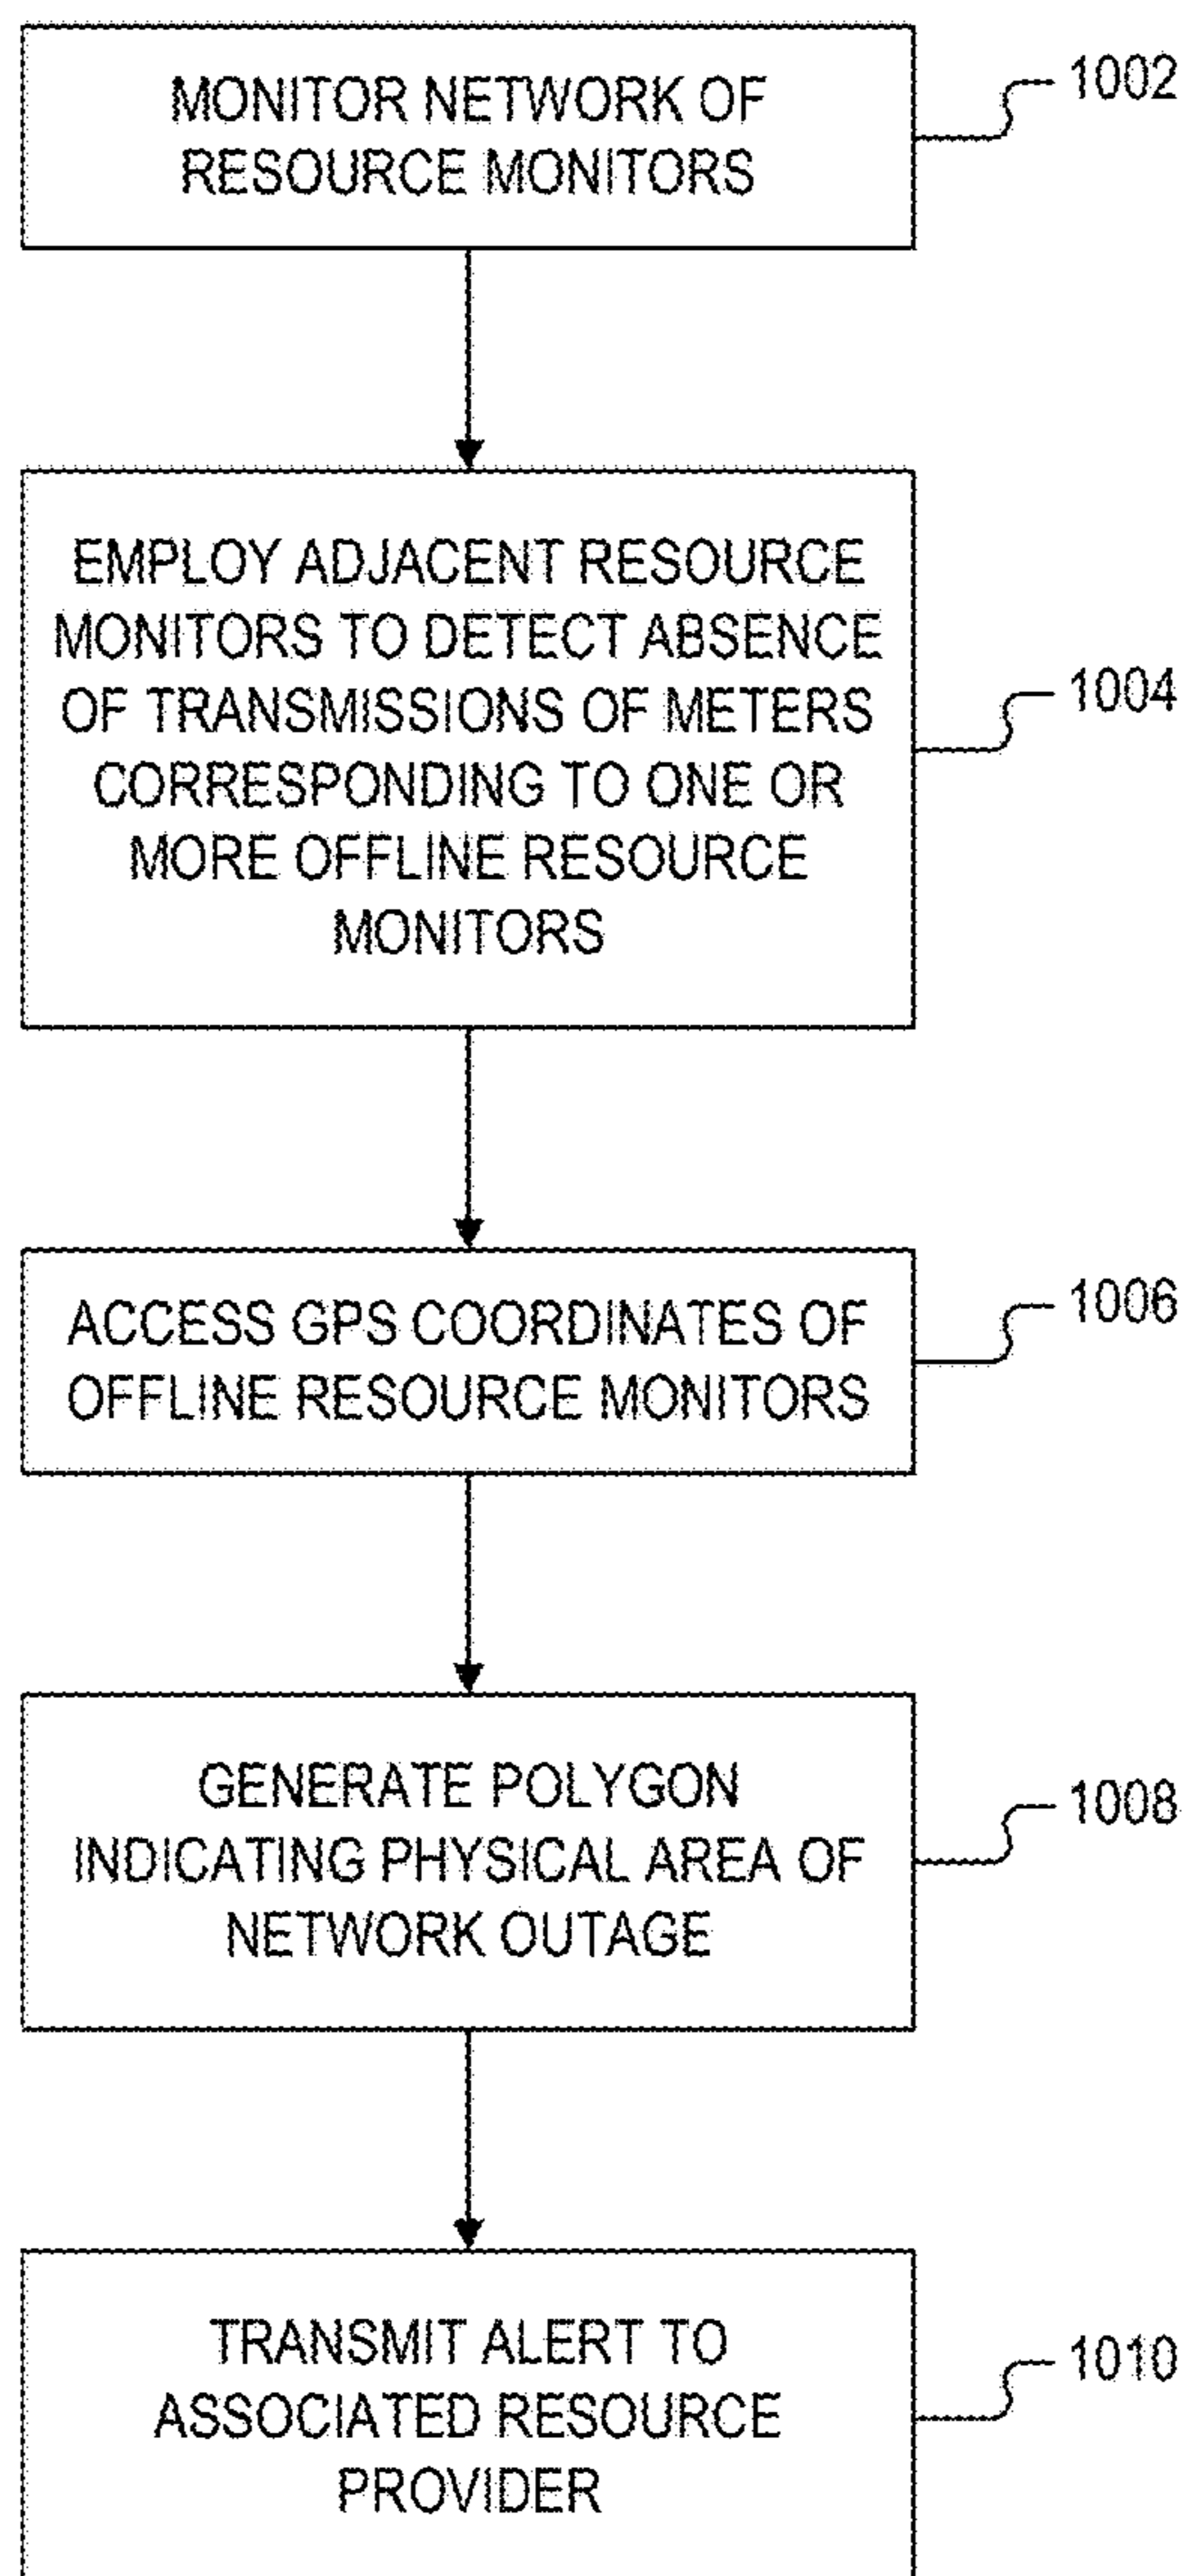 MONITOR NETWORK OF
RESOURCE MONITORS
1002
EMPLOY ADJACENT RESOURCE
MONITORS TO DETECT ABSENCE
OF TRANSMISSIONS OF METERS
CORRESPONDING TO ONE OR
MORE OFFLINE RESOURCE
MONITORS
1004
ACCESS GPS COORDINATES OF
OFFLINE RESOURCE MONITORS
1006
GENERATE POLYGON
INDICATING PHYSICAL AREA OF
NETWORK OUTAGE
1008
TRANSMIT ALERT TO
ASSOCIATED RESOURCE
PROVIDER
1010